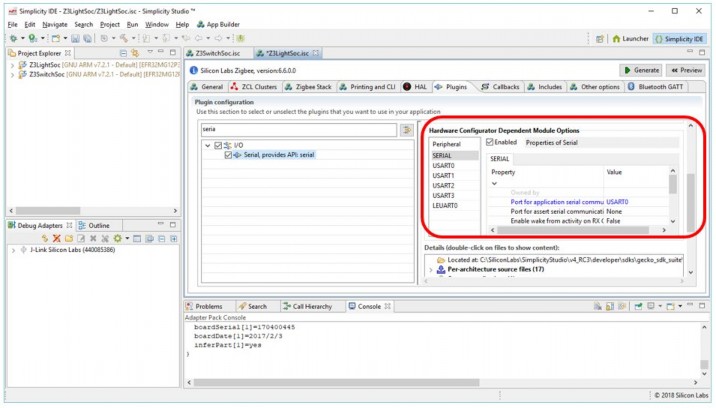 Simplicity IDE - Z3LightSoc/Z3LightSoc.isc - Simplicity Studio ™
File Edit Navigate Search Project Run Window Help App Builder
Launcher Simplicity IDE
Project Explorer
Z3LightSoc [GNU ARM v7.2.1 - Default] [EFR32MG12P
Z3SwitchSoc [GNU ARM v7.2.1 - Default] [EFR32MG12
Z3SwitchSoc.isc *Z3LightSoc.isc
Silicon Labs Zigbee, version:6.6.0.0
Generate Preview
General ZCL Clusters Zigbee Stack Printing and CLI HAL Plugins Callbacks Includes Other options Bluetooth GATT
Plugin configuration
Use this section to select or unselect the plugins that you want to use in your application
seria
I/O
Serial, provides API: serial
Hardware Configurator Dependent Module Options
Peripheral
SERIAL
USART0
USART1
USART2
USART3
LEUART0
Enabled Properties of Serial
SERIAL
Property Value
Owned by
Port for application serial commu USART0
Port for assert serial communicati None
Enable wake from activity on RX ( False
Details (double-click on files to show content):
Located at: C:\SiliconLabs\SimplicityStudio\v4_RC3\developer\sdks\gecko_sdk_suite\
Per-architecture source files (17)
Debug Adapters Outline
J-Link Silicon Labs (440085386)
Problems Search Call Hierarchy Console
Adapter Pack Console
boardSerial[1]=170400445
boardDate[1]=2017/2/3
inferPart[1]=yes
}
© 2018 Silicon Labs